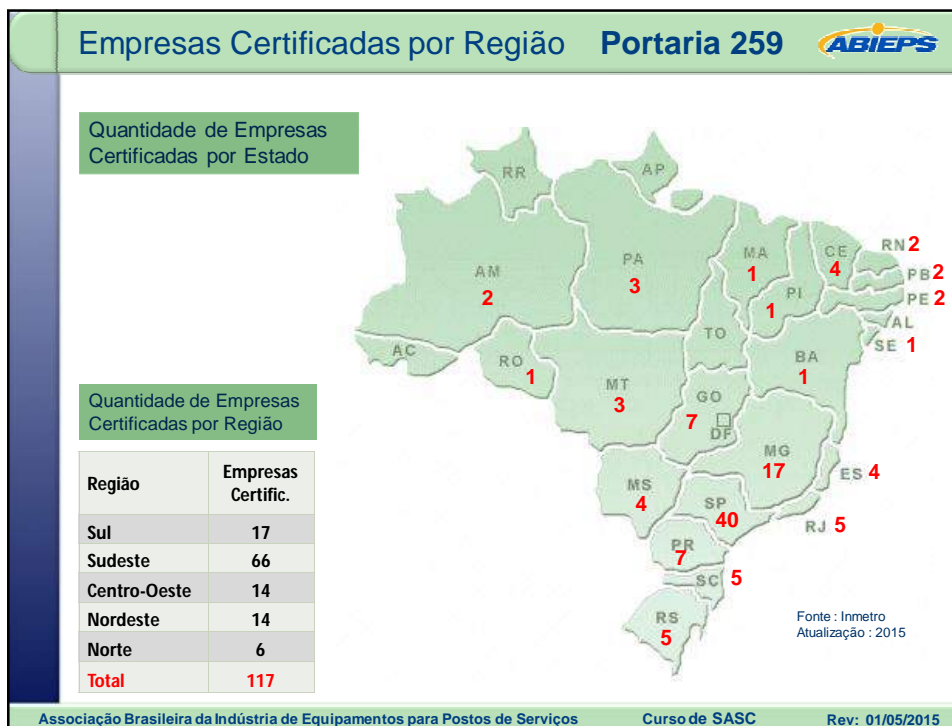 Empresas Certificadas por Região Portaria 259
ABIEPS
Quantidade de Empresas
Certificadas por Estado
RR
AP
AM
2
PA
3
MA
1
CE
4
RN 2
PB 2
PI
1
PE 2
AL
SE 1
AC
RO
1
TO
BA
1
MT
3
GO
7
DF
MG
17
ES 4
MS
4
SP
40
RJ 5
PR
7
SC 5
RS
5
Quantidade de Empresas
Certificadas por Região
Região Empresas
Certific.
Sul 17
Sudeste 66
Centro-Oeste 14
Nordeste 14
Norte 6
Total 117
Fonte : Inmetro
Atualização : 2015
Associação Brasileira da Indústria de Equipamentos para Postos de Serviços Curso de SASC Rev: 01/05/2015